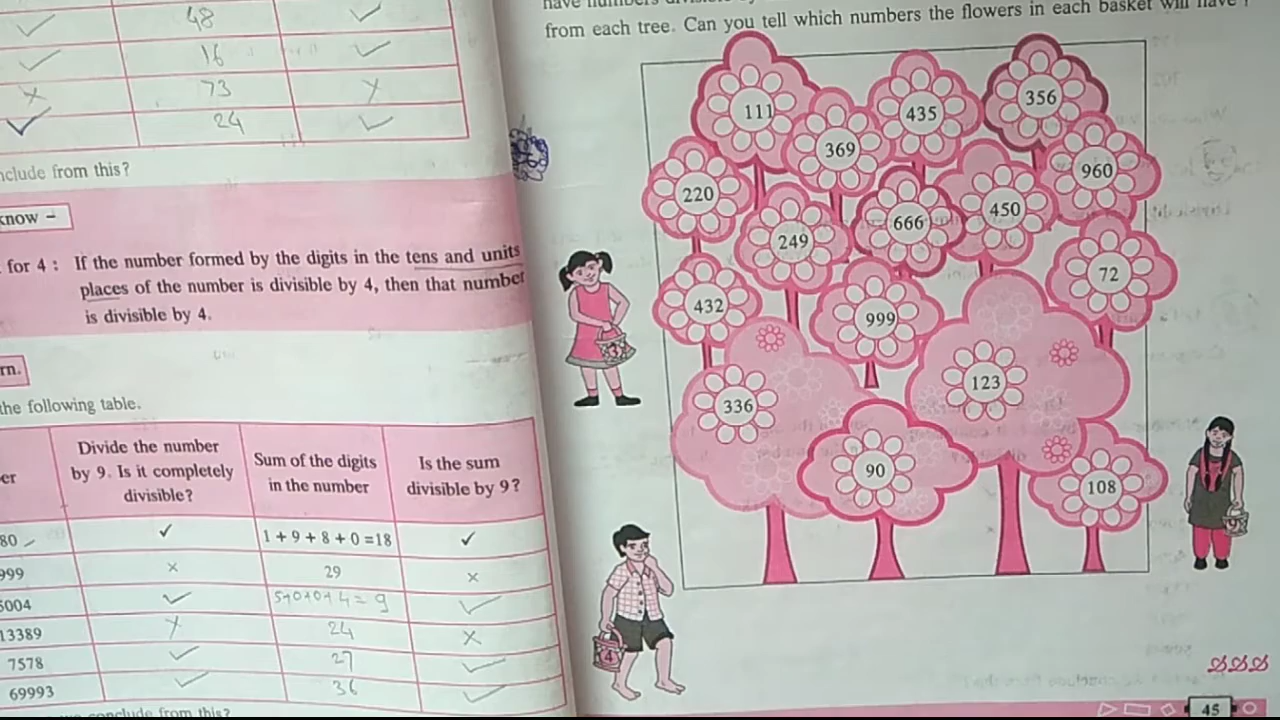 48
16
73
24
nclude from this?
know –
for 4 : If the number formed by the digits in the tens and units
places of the number is divisible by 4, then that number
is divisible by 4.
rn.
the following table.
er
Divide the number
by 9. Is it completely
divisible?
Sum of the digits
in the number
Is the sum
divisible by 9?
80 ✓ 1 + 9 + 8 + 0 =18 ✓
999 × 29 ×
5004 ✓ 5+0+0+4=9 ✓
13389 × 24 ×
7578 ✓ 27 ✓
69993 ✓ 36 ✓
conclude from this?
from each tree. Can you tell which numbers the flowers in each basket will have ?
111
435
356
369
220
960
450
666
249
72
432
999
123
336
90
108
9
4
45